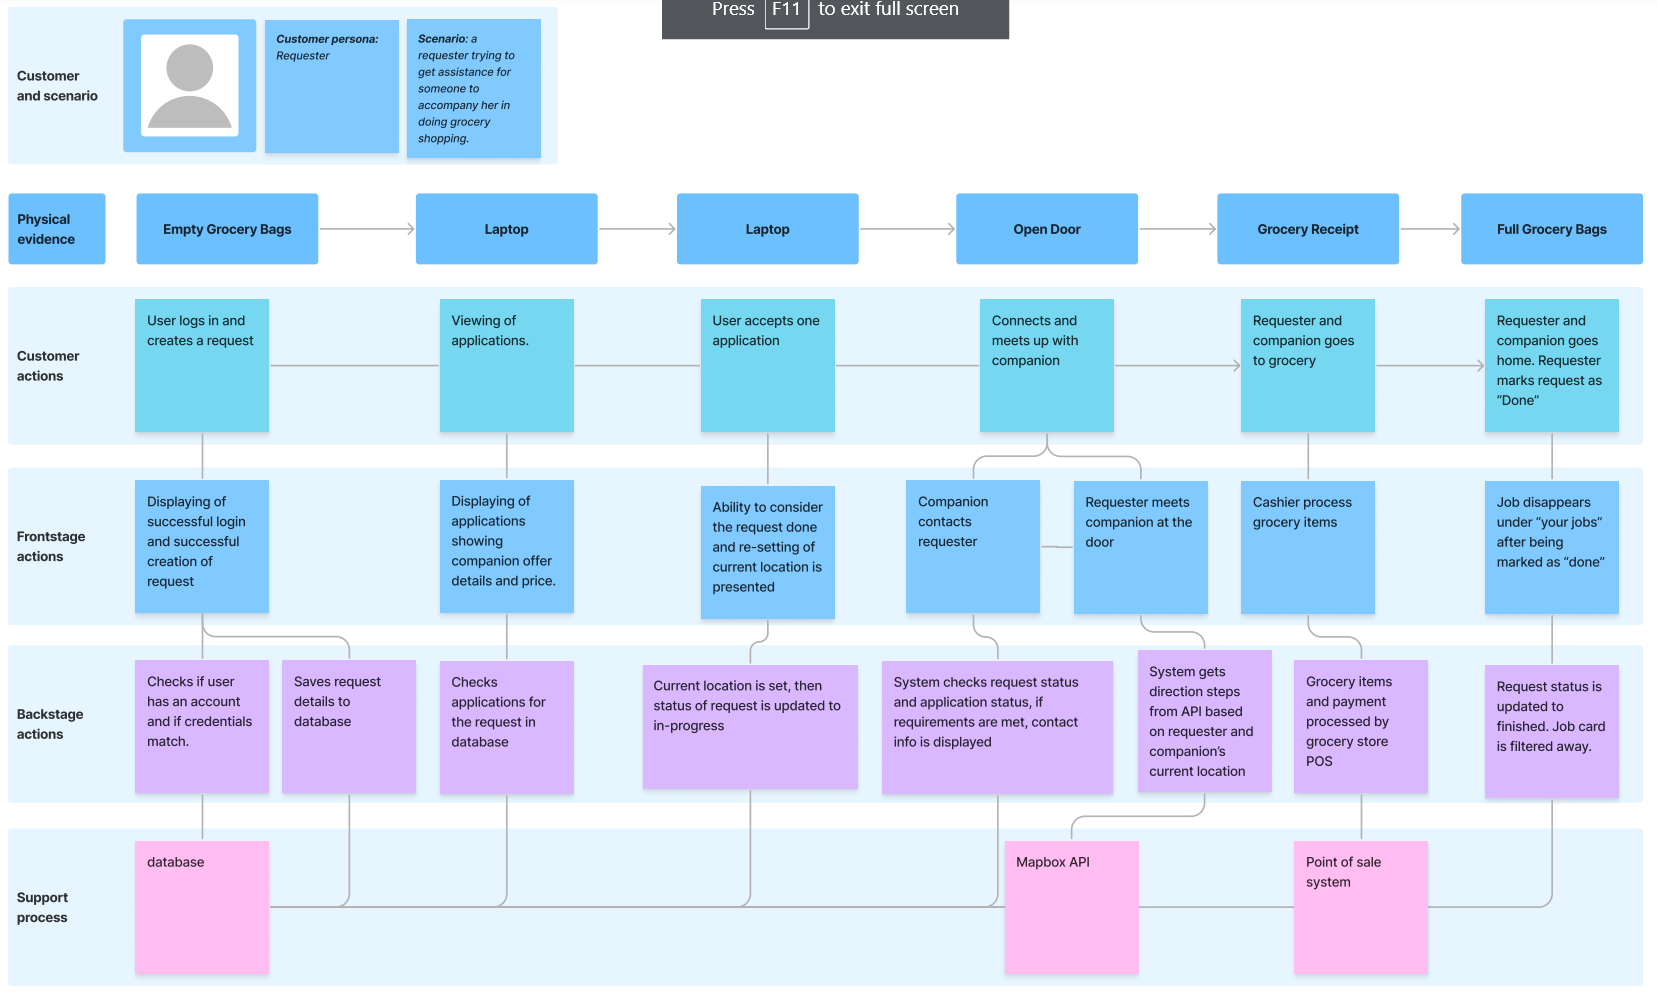 Press F11 to exit full screen
Customer
and scenario
Customer persona:
Requester
Scenario: a
requester trying to
get assistance for
someone to
accompany her in
doing grocery
shopping.
Physical
evidence
Empty Grocery Bags
Laptop
Laptop
Open Door
Grocery Receipt
Full Grocery Bags
Customer
actions
User logs in and
creates a request
Viewing of
applications.
User accepts one
application
Connects and
meets up with
companion
Requester and
companion goes
to grocery
Requester and
companion goes
home. Requester
marks request as
“Done”
Frontstage
actions
Displaying of
successful login
and successful
creation of
request
Displaying of
applications
showing
companion offer
details and price.
Ability to consider
the request done
and re-setting of
current location is
presented
Companion
contacts
requester
Requester meets
companion at the
door
Cashier process
grocery items
Job disappears
under “your jobs”
after being
marked as “done”
Backstage
actions
Checks if user
has an account
and if credentials
match.
Saves request
details to
database
Checks
applications for
the request in
database
Current location is set, then
status of request is updated to
in-progress
System checks request status
and application status, if
requirements are met, contact
info is displayed
System gets
direction steps
from API based
on requester and
companion’s
current location
Grocery items
and payment
processed by
grocery store
POS
Request status is
updated to
finished. Job card
is filtered away.
Support
process
database
Mapbox API
Point of sale
system